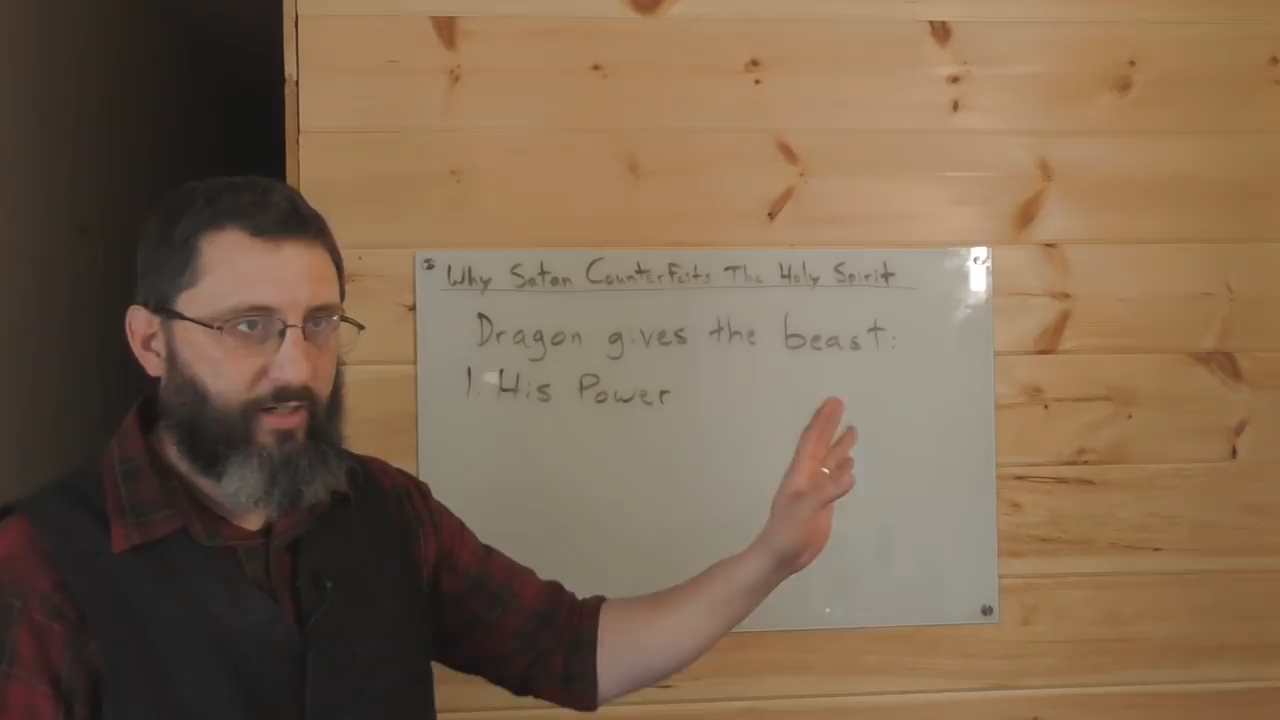 Why Satan Counterfeits The Holy Spirit
Dragon gives the beast:
1. His Power